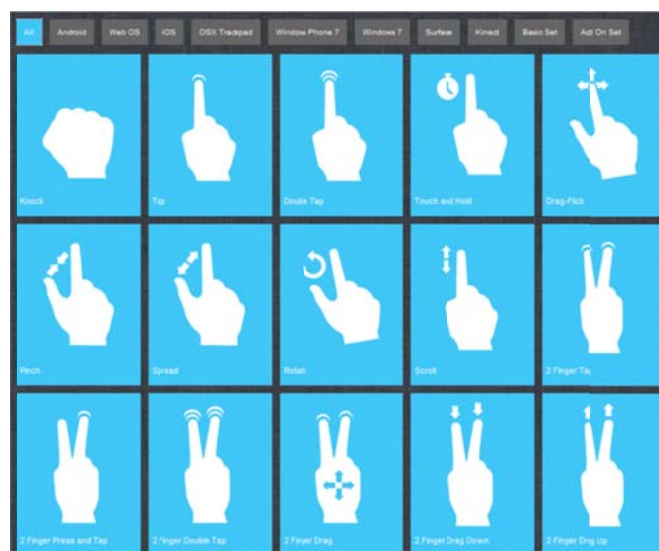 All
Android
Web OS
iOS
OSX Trackpad
Window Phone 7
Windows 7
Surface
Kinect
Basic Set
Add On Set
Knock
Tap
Double Tap
Touch and Hold
Drag-Flick
Pinch
Spread
Rotate
Scroll
2 Finger Tap
2 Finger Press and Tap
2 Finger Double Tap
2 Finger Drag
2 Finger Drag Down
2 Finger Drag Up